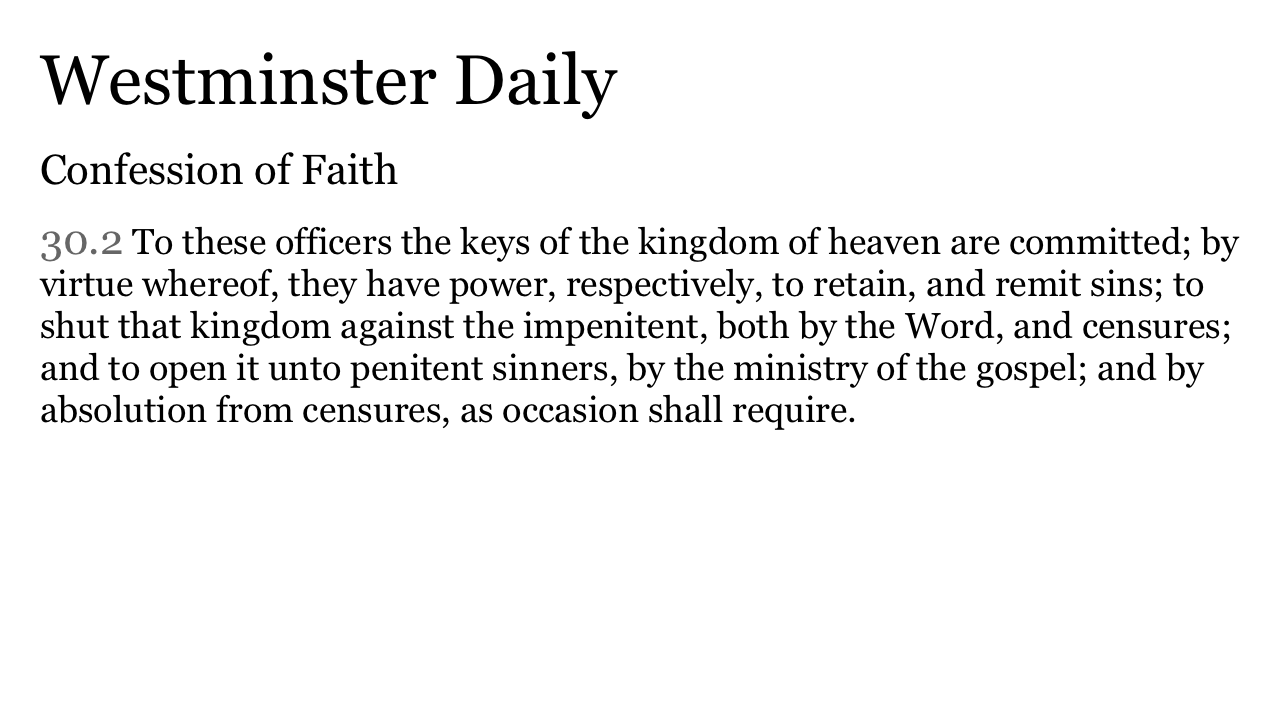 Westminster Daily
Confession of Faith
30.2 To these officers the keys of the kingdom of heaven are committed; by
virtue whereof, they have power, respectively, to retain, and remit sins; to
shut that kingdom against the impenitent, both by the Word, and censures;
and to open it unto penitent sinners, by the ministry of the gospel; and by
absolution from censures, as occasion shall require.